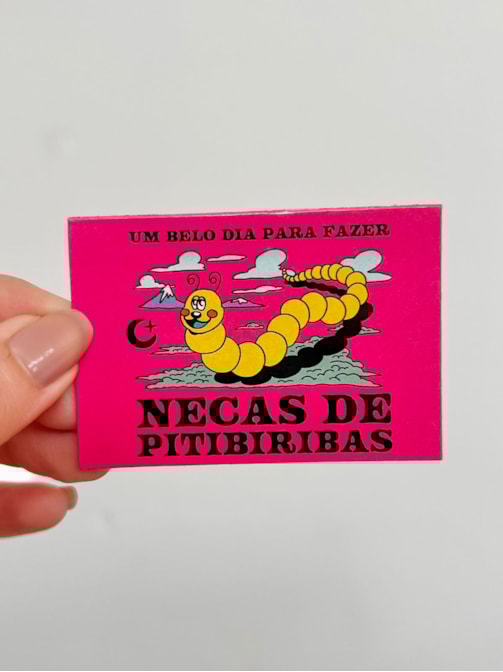 UM BELO DIA PARA FAZER
NECAS DE
PITIBIRIBAS